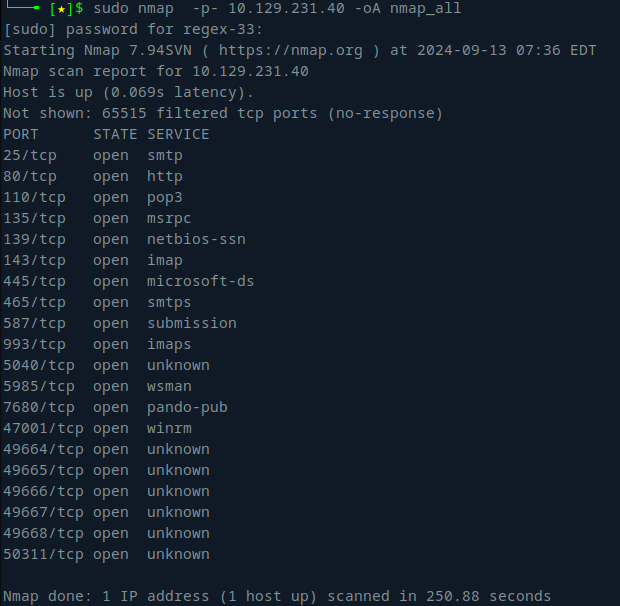 [★]$ sudo nmap  -p- 10.129.231.40 -oA nmap_all
[sudo] password for regex-33:
Starting Nmap 7.94SVN ( https://nmap.org ) at 2024-09-13 07:36 EDT
Nmap scan report for 10.129.231.40
Host is up (0.069s latency).
Not shown: 65515 filtered tcp ports (no-response)
PORT      STATE SERVICE
25/tcp    open  smtp
80/tcp    open  http
110/tcp   open  pop3
135/tcp   open  msrpc
139/tcp   open  netbios-ssn
143/tcp   open  imap
445/tcp   open  microsoft-ds
465/tcp   open  smtps
587/tcp   open  submission
993/tcp   open  imaps
5040/tcp  open  unknown
5985/tcp  open  wsman
7680/tcp  open  pando-pub
47001/tcp open  winrm
49664/tcp open  unknown
49665/tcp open  unknown
49666/tcp open  unknown
49667/tcp open  unknown
49668/tcp open  unknown
50311/tcp open  unknown
Nmap done: 1 IP address (1 host up) scanned in 250.88 seconds